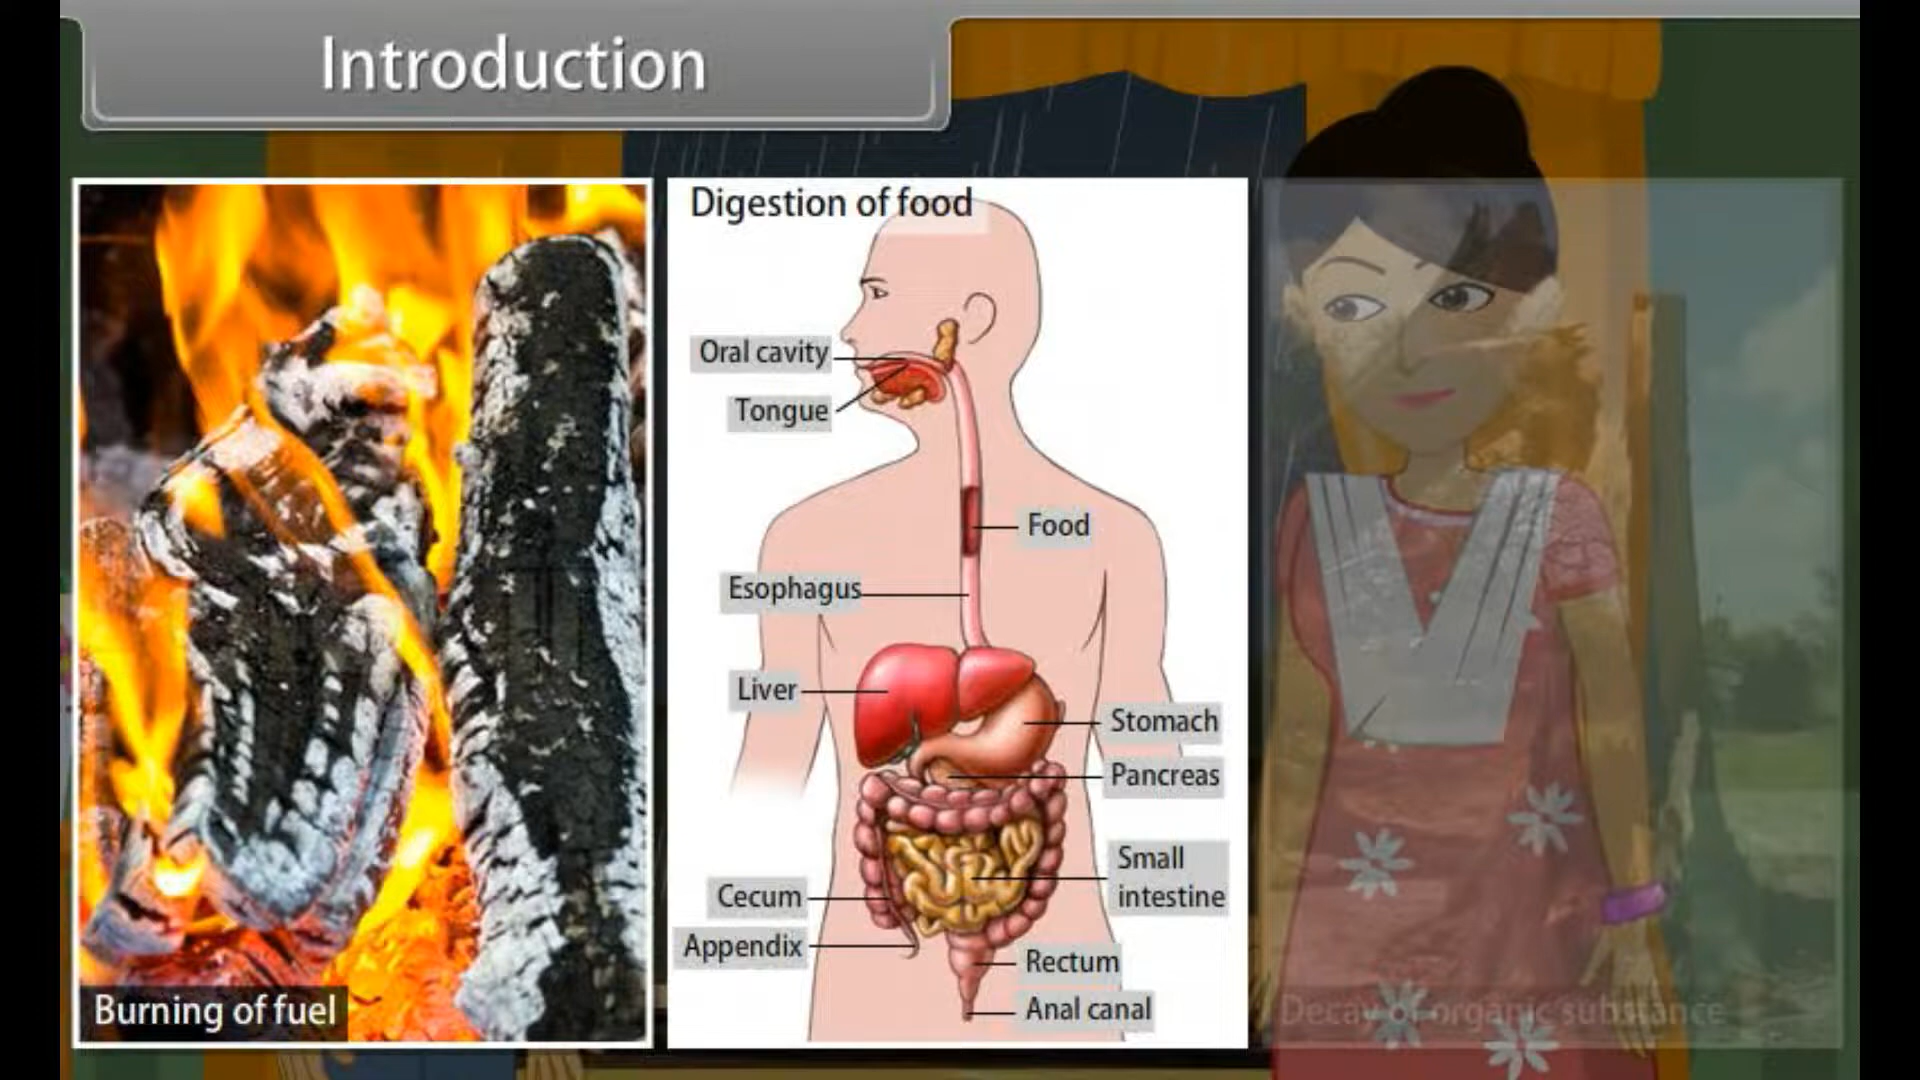 Introduction
Digestion of food
Oral cavity
Tongue
Food
Esophagus
Liver
Stomach
Pancreas
Small
intestine
Cecum
Appendix
Rectum
Anal canal
Burning of fuel
Decay of organic substance